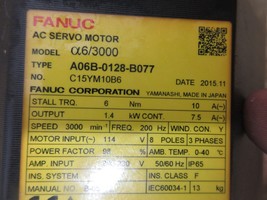 FANUC
AC SERVO MOTOR
MODEL α6/3000
TYPE A06B-0128-B077
NO. C15YM10B6
DATE 2015.11
FANUC CORPORATION YAMANASHI, MADE IN JAPAN
STALL TRQ. 6 Nm 10 A(~)
OUTPUT 1.4 kW CONT. 7.5 A(~)
SPEED 3000 min⁻¹ FREQ. 200 Hz WIND.CON. Y
MOTOR INPUT(~) 114 V 8 POLES 3 PHASES
POWER FACTOR % AMB. TEMP. 0-40 ℃
AMP. INPUT V 50/60 Hz IP65
INS. SYSTEM INS. CLASS F
MANUAL NO. IEC60034-1 13 kg